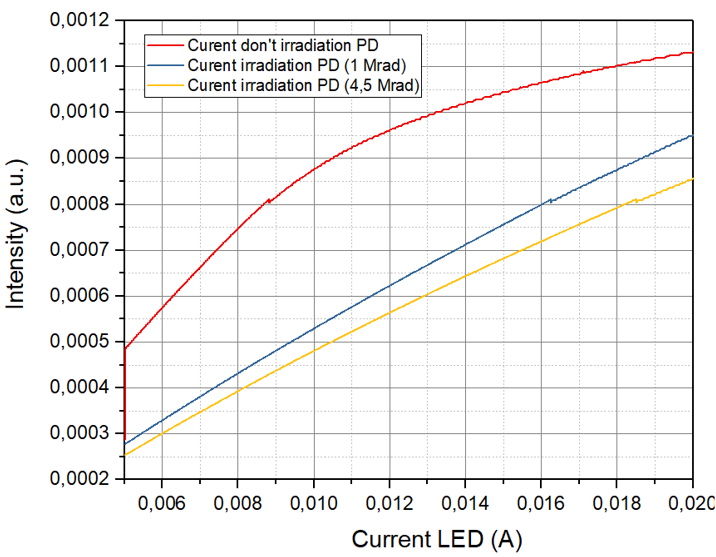 0,0012
0,0011
0,0010
0,0009
0,0008
0,0007
0,0006
0,0005
0,0004
0,0003
0,0002
Intensity (a.u.)
Curent don't irradiation PD
Curent irradiation PD (1 Mrad)
Curent irradiation PD (4,5 Mrad)
0,006 0,008 0,010 0,012 0,014 0,016 0,018 0,020
Current LED (A)